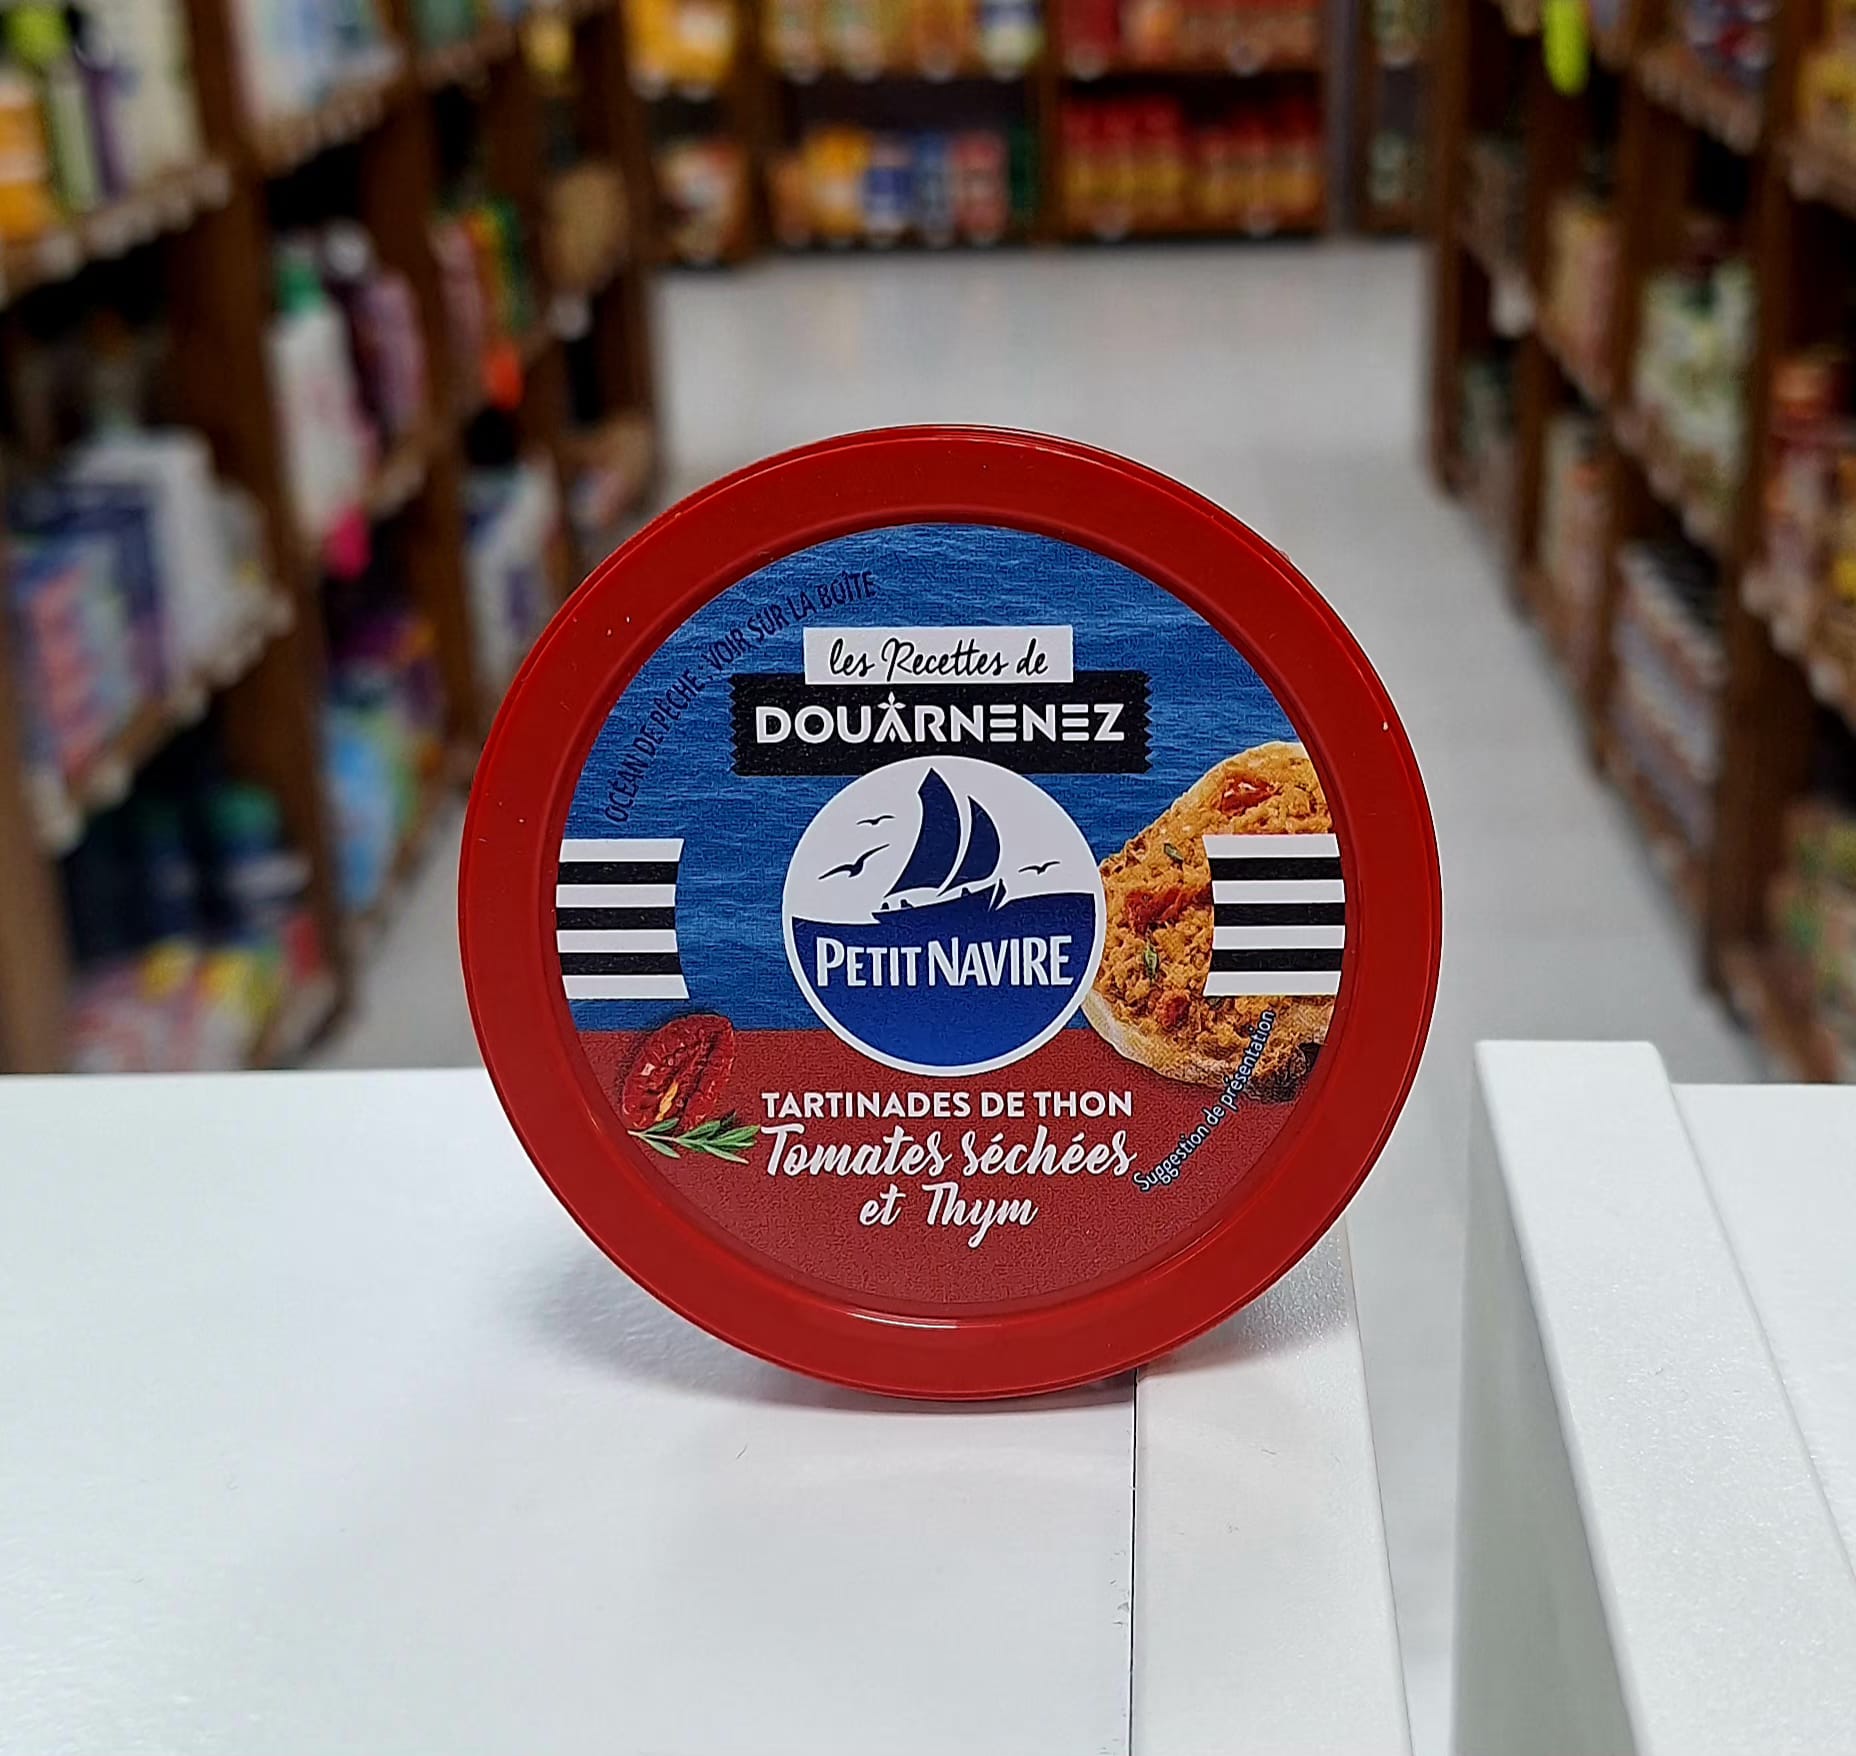 OCÉAN DE PÊCHE : VOIR SUR LA BOÎTE
les Recettes de
DOUARNENEZ
PETIT NAVIRE
TARTINADES DE THON
Tomates séchées
et Thym
Suggestion de présentation